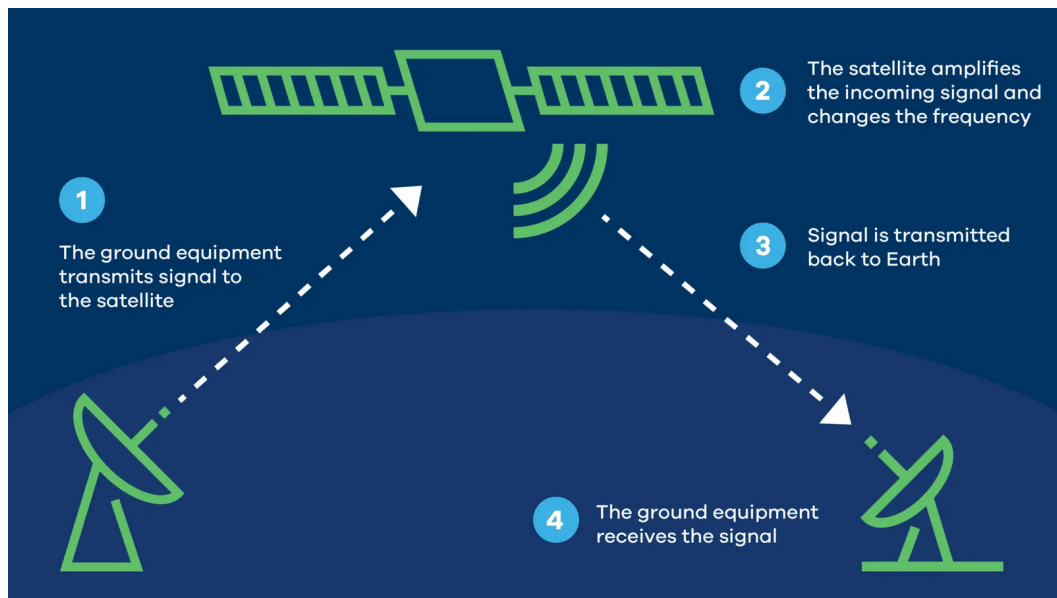 1
The ground equipment
transmits signal to
the satellite
2
The satellite amplifies
the incoming signal and
changes the frequency
3
Signal is transmitted
back to Earth
4
The ground equipment
receives the signal